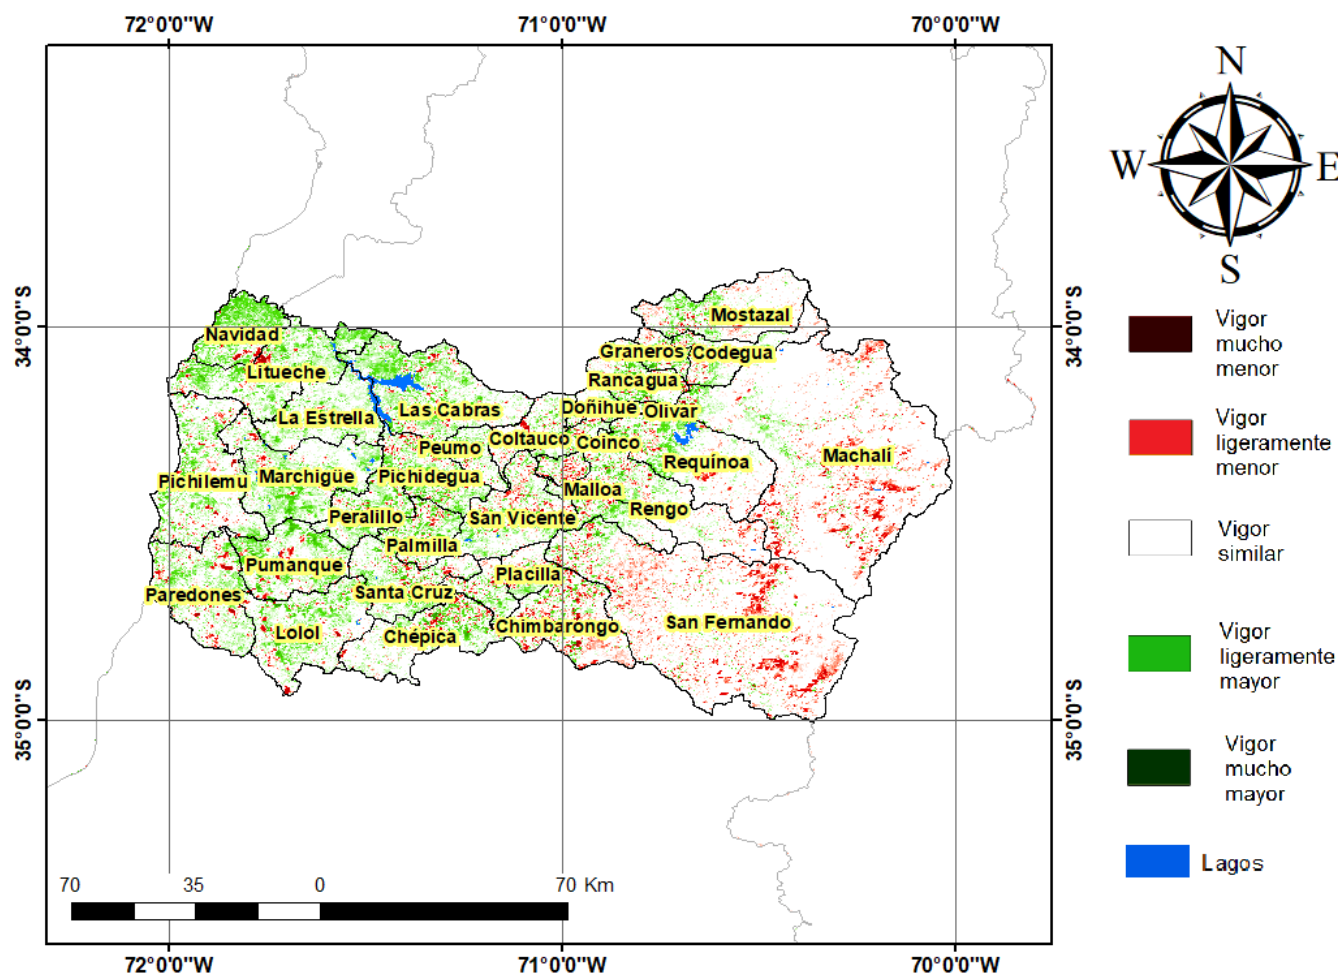 72°0'0"W
71°0'0"W
70°0'0"W
N
W
E
S
34°0'0"S
34°0'0"S
35°0'0"S
35°0'0"S
Mostazal
Navidad
Graneros
Codegua
Litueche
Rancagua
La Estrella
Las Cabras
Doñihue
Olivar
Coltauco
Coinco
Peumo
Machalí
Requínoa
Pichilemu
Marchigüe
Pichidegua
Malloa
Rengo
Peralillo
San Vicente
Palmilla
Pumanque
Placilla
Paredones
Santa Cruz
San Fernando
Lolol
Chépica
Chimbarongo
Vigor
mucho
menor
Vigor
ligeramente
menor
Vigor
similar
Vigor
ligeramente
mayor
Vigor
mucho
mayor
Lagos
70
35
0
70 Km
72°0'0"W
71°0'0"W
70°0'0"W